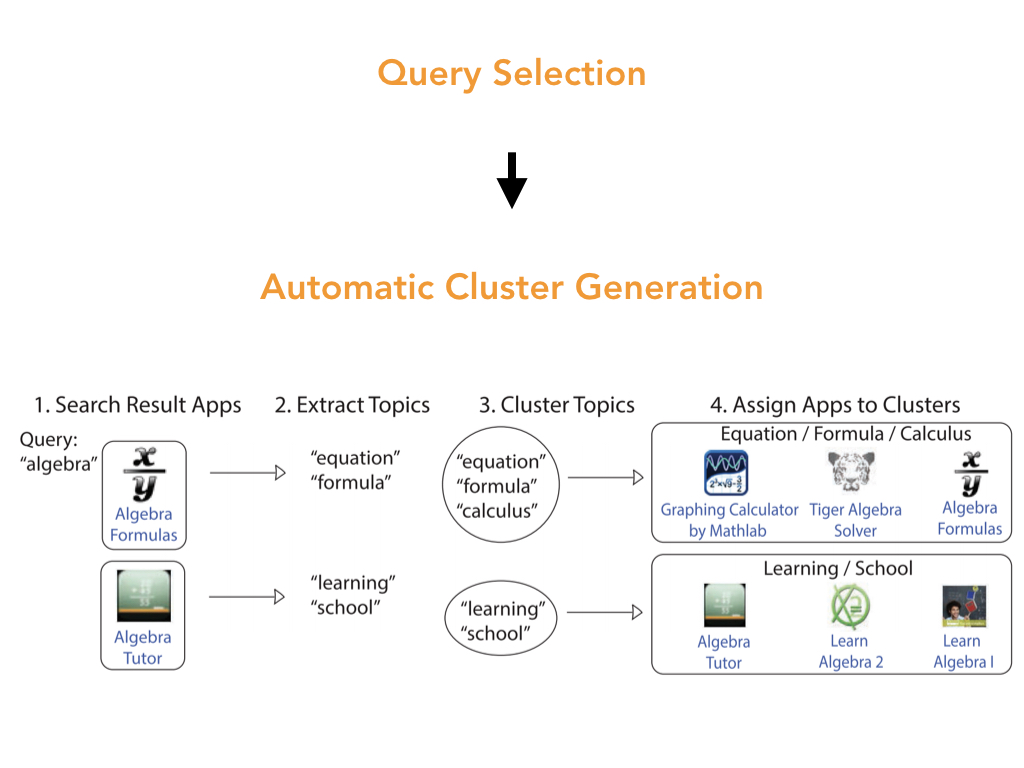 Query Selection
Automatic Cluster Generation
1. Search Result Apps
2. Extract Topics
3. Cluster Topics
4. Assign Apps to Clusters
Query:
“algebra”
x
y
Algebra
Formulas
“equation”
“formula”
“equation”
“formula”
“calculus”
Equation / Formula / Calculus
Graphing Calculator
by Mathlab
Tiger Algebra
Solver
x
y
Algebra
Formulas
Algebra
Tutor
“learning”
“school”
“learning”
“school”
Learning / School
Algebra
Tutor
Learn
Algebra 2
Learn
Algebra I